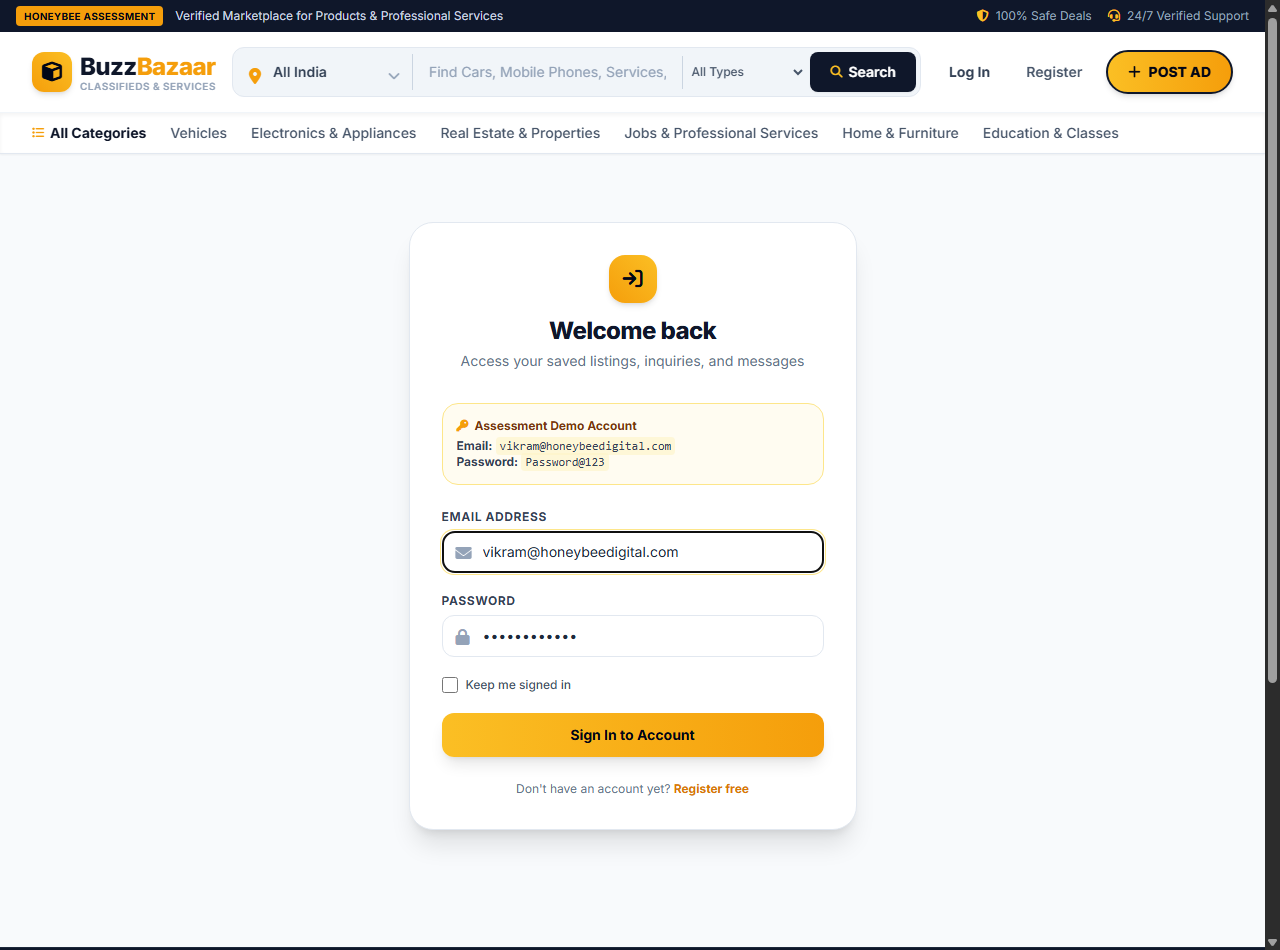 HONEYBEE ASSESSMENT Verified Marketplace for Products & Professional Services 100% Safe Deals 24/7 Verified Support
BuzzBazaar
CLASSIFIEDS & SERVICES
All India Find Cars, Mobile Phones, Services, All Types Search Log In Register POST AD
All Categories Vehicles Electronics & Appliances Real Estate & Properties Jobs & Professional Services Home & Furniture Education & Classes
Welcome back
Access your saved listings, inquiries, and messages
Assessment Demo Account
Email: vikram@honeybeedigital.com
Password: Password@123
EMAIL ADDRESS
vikram@honeybeedigital.com
PASSWORD
••••••••••••
Keep me signed in
Sign In to Account
Don't have an account yet? Register free